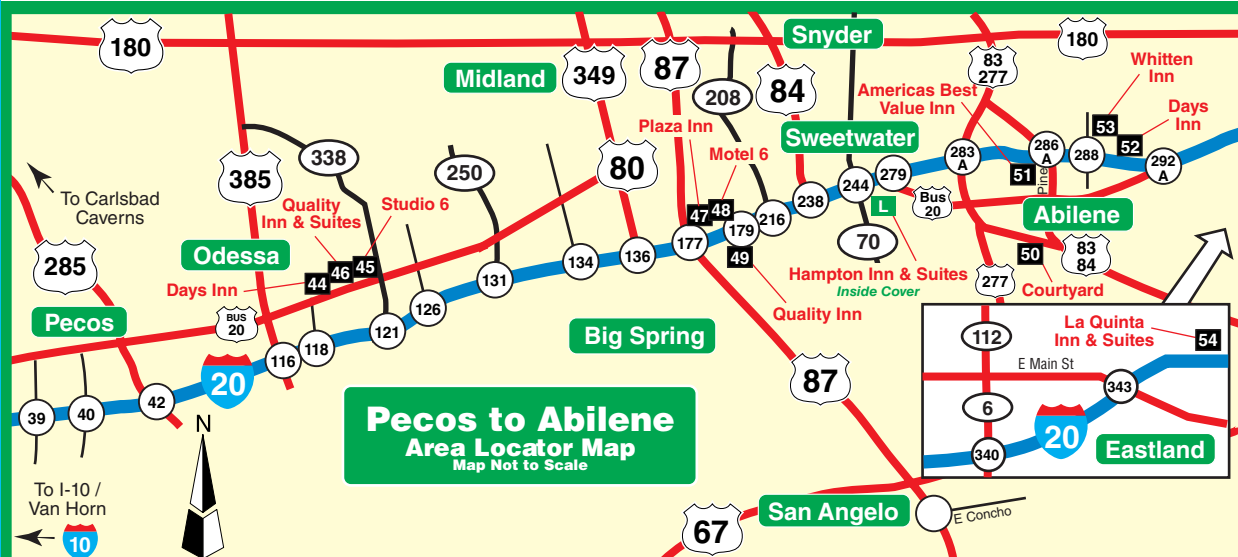 180
Midland
349
87
208
84
Snyder
83
277
180
Whitten
Inn
Americas Best
Value Inn
Days
Inn
53
52
Plaza Inn
Motel 6
Sweetwater
338
250
80
385
283
A
286
A
288
292
A
51
Pine
279
244
238
216
Bus
20
L
Abilene
To Carlsbad
Caverns
Quality
Inn & Suites
Studio 6
47
48
179
177
49
70
285
Odessa
Days Inn
44
46
45
131
134
136
Hampton Inn & Suites
Inside Cover
Quality Inn
277
50
Courtyard
83
84
Pecos
BUS
20
126
121
118
116
Big Spring
87
112
La Quinta
Inn & Suites
54
E Main St
343
6
20
340
Eastland
39
40
42
20
N
Pecos to Abilene
Area Locator Map
Map Not to Scale
To I-10 /
Van Horn
10
67
San Angelo
E Concho